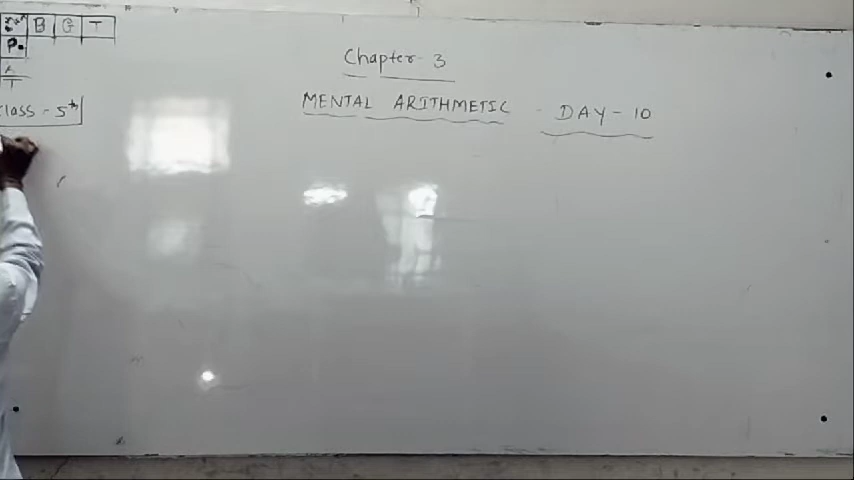 B G T
P.
A
T
Class - 5th
Chapter - 3
MENTAL ARITHMETIC DAY - 10